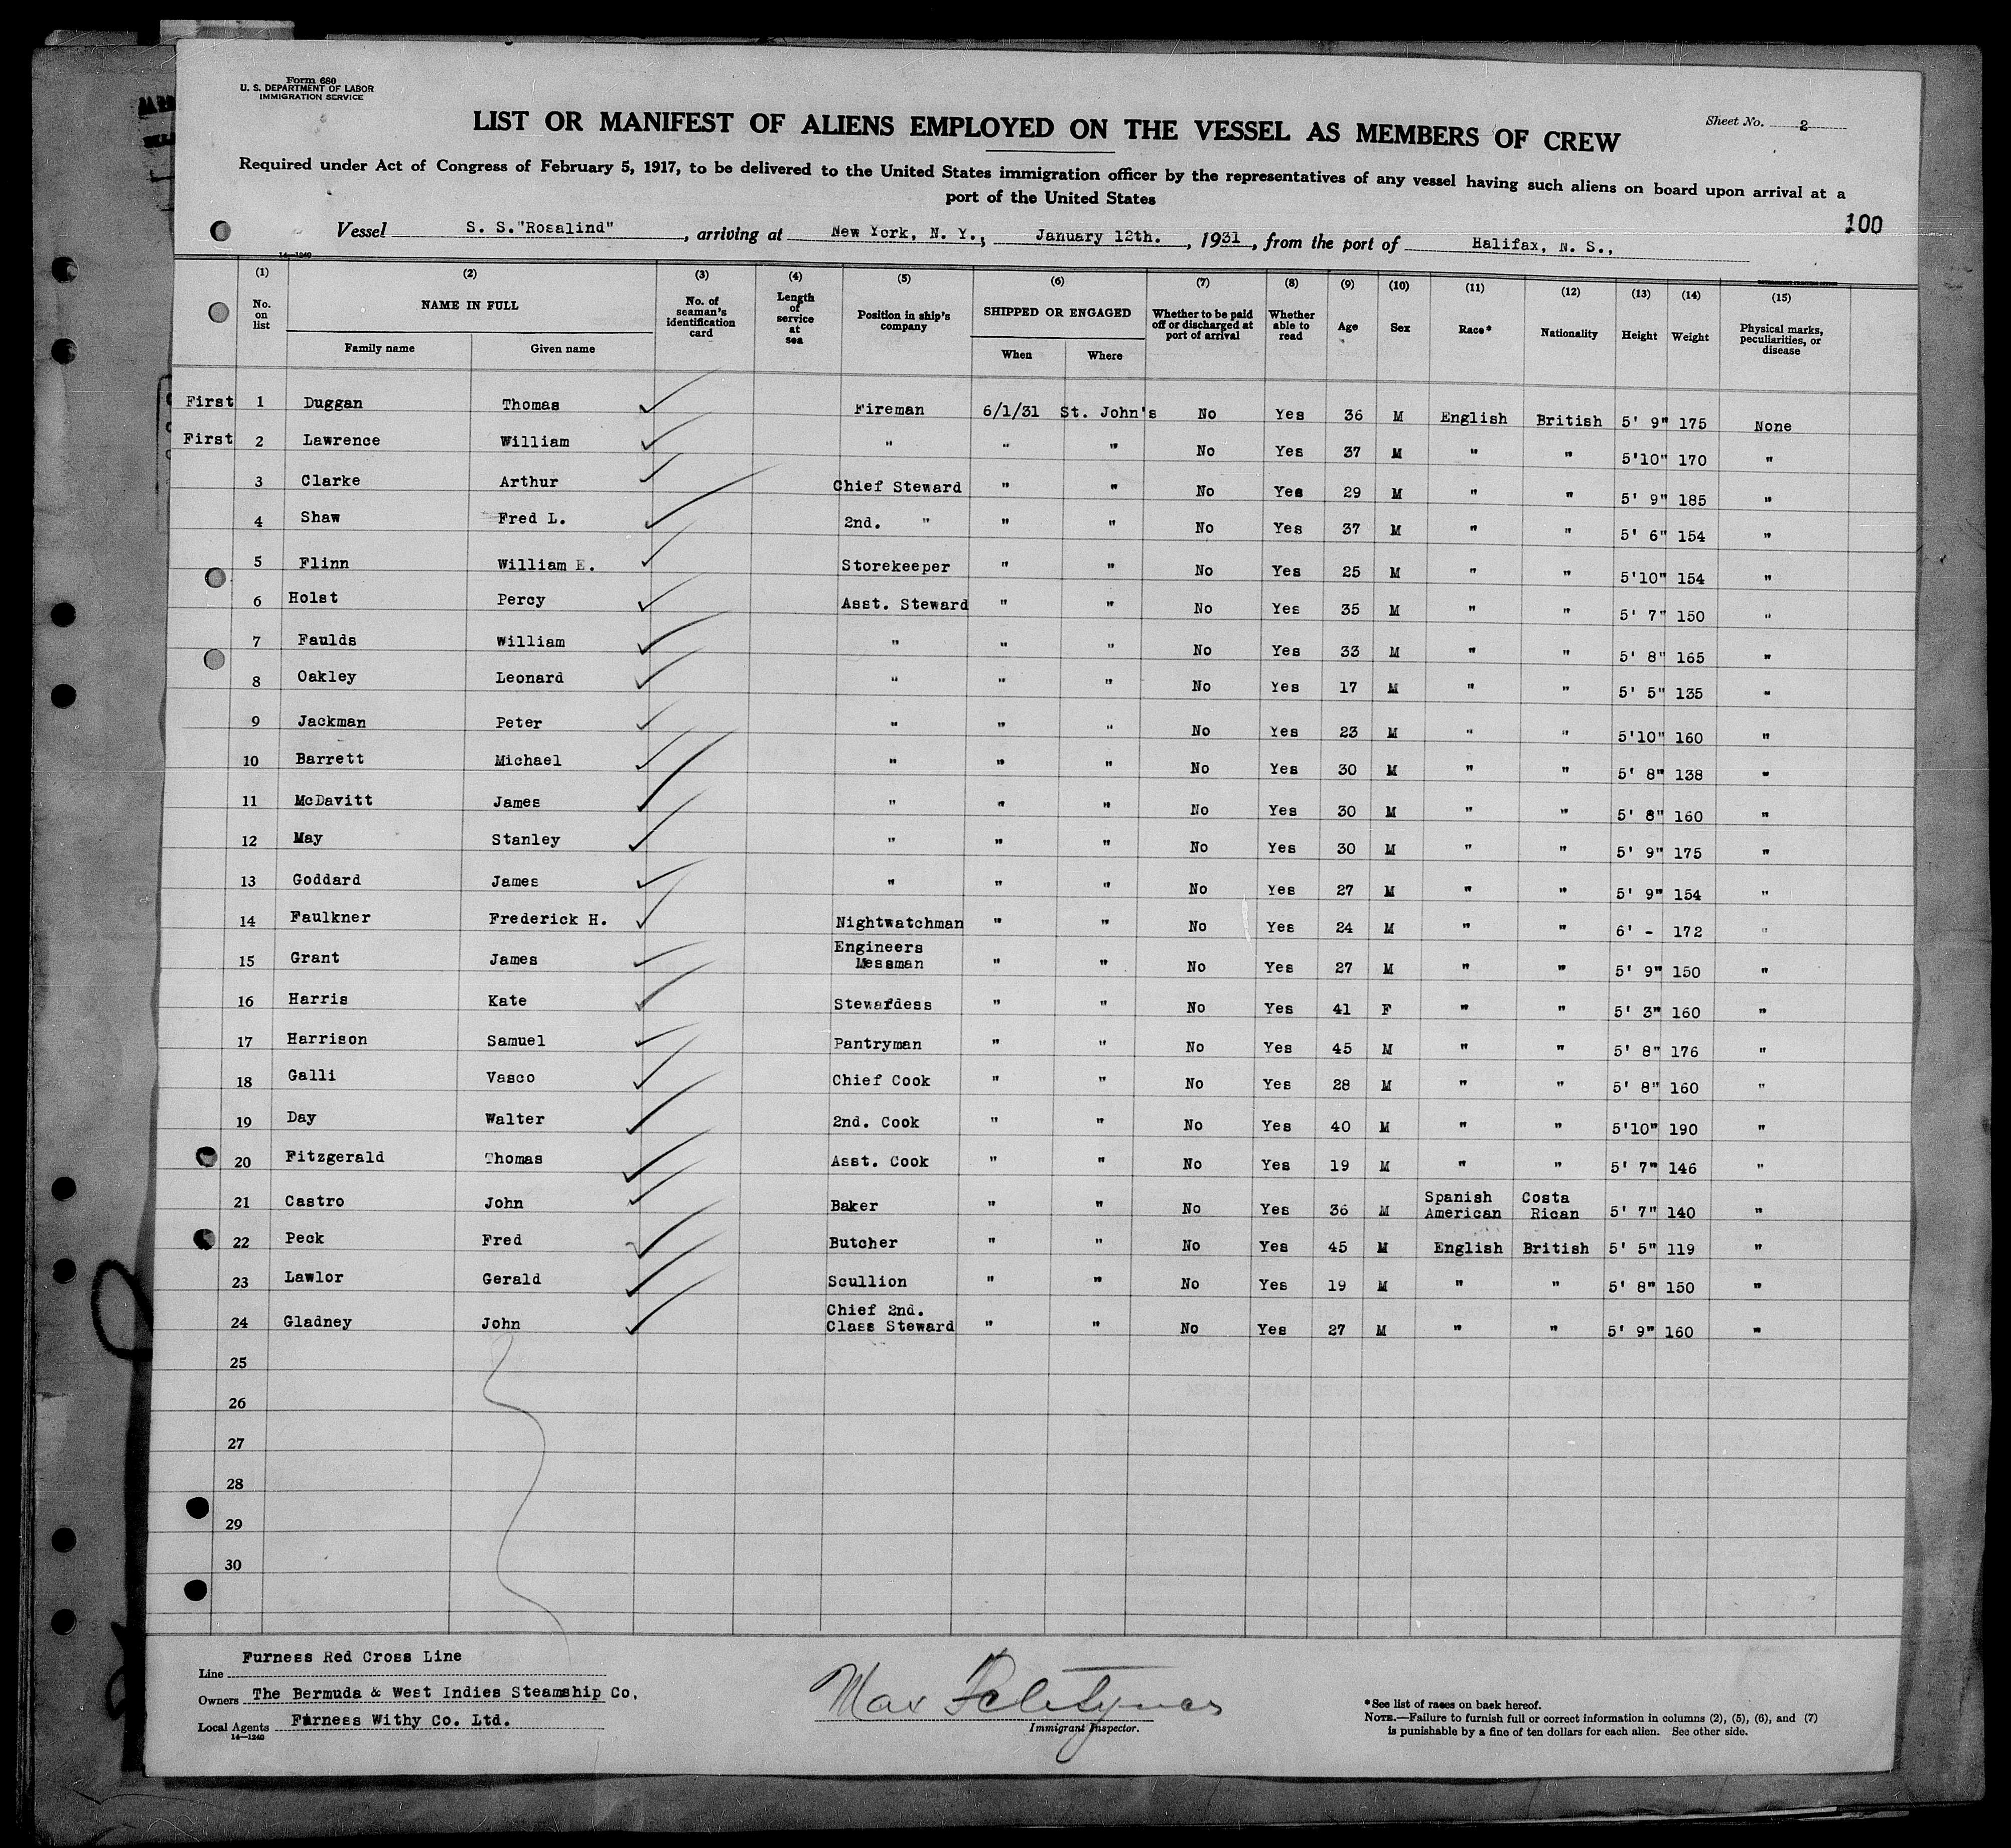 Form 680
U. S. DEPARTMENT OF LABOR
IMMIGRATION SERVICE
LIST OR MANIFEST OF ALIENS EMPLOYED ON THE VESSEL AS MEMBERS OF CREW
Sheet No. 2
Required under Act of Congress of February 5, 1917, to be delivered to the United States immigration officer by the representatives of any vessel having such aliens on board upon arrival at a
port of the United States
100
Vessel S. S. "Rosalind", arriving at New York, N. Y., January 12th., 1931, from the port of Halifax, N. S.,
14—1240
(1) (2) (3) (4) (5) (6) (7) (8) (9) (10) (11) (12) (13) (14) (15)
No. on list NAME IN FULL No. of seaman's identification card Length of service at sea Position in ship's company SHIPPED OR ENGAGED Whether to be paid off or discharged at port of arrival Whether able to read Age Sex Race* Nationality Height Weight Physical marks, peculiarities, or disease
Family name Given name When Where
First 1 Duggan Thomas Fireman 6/1/31 St. John's No Yes 36 M English British 5' 9" 175 None
First 2 Lawrence William " " " No Yes 37 M " " 5'10" 170 "
3 Clarke Arthur Chief Steward " " No Yes 29 M " " 5' 9" 185 "
4 Shaw Fred L. 2nd. " " " No Yes 37 M " " 5' 6" 154 "
5 Flinn William E. Storekeeper " " No Yes 25 M " " 5'10" 154 "
6 Holst Percy Asst. Steward " " No Yes 35 M " " 5' 7" 150 "
7 Faulds William " " " No Yes 33 M " " 5' 8" 165 "
8 Oakley Leonard " " " No Yes 17 M " " 5' 5" 135 "
9 Jackman Peter " " " No Yes 23 M " " 5'10" 160 "
10 Barrett Michael " " " No Yes 30 M " " 5' 8" 138 "
11 McDavitt James " " " No Yes 30 M " " 5' 8" 160 "
12 May Stanley " " " No Yes 30 M " " 5' 9" 175 "
13 Goddard James " " " No Yes 27 M " " 5' 9" 154 "
14 Faulkner Frederick H. Nightwatchman " " No Yes 24 M " " 6' - 172 "
15 Grant James Engineers Messman " " No Yes 27 M " " 5' 9" 150 "
16 Harris Kate Stewardess " " No Yes 41 F " " 5' 3" 160 "
17 Harrison Samuel Pantryman " " No Yes 45 M " " 5' 8" 176 "
18 Galli Vasco Chief Cook " " No Yes 28 M " " 5' 8" 160 "
19 Day Walter 2nd. Cook " " No Yes 40 M " " 5'10" 190 "
20 Fitzgerald Thomas Asst. Cook " " No Yes 19 M " " 5' 7" 146 "
21 Castro John Baker " " No Yes 36 M Spanish American Costa Rican 5' 7" 140 "
22 Peck Fred Butcher " " No Yes 45 M English British 5' 5" 119 "
23 Lawlor Gerald Scullion " " No Yes 19 M " " 5' 8" 150 "
24 Gladney John Chief 2nd. Class Steward " " No Yes 27 M " " 5' 9" 160 "
25
26
27
28
29
30
Line Furness Red Cross Line
Owners The Bermuda & West Indies Steamship Co.
Local Agents Furness Withy Co. Ltd.
14—1240
Max
Immigrant Inspector.
*See list of races on back hereof.
NOTE.—Failure to furnish full or correct information in columns (2), (5), (6), and (7)
is punishable by a fine of ten dollars for each alien. See other side.